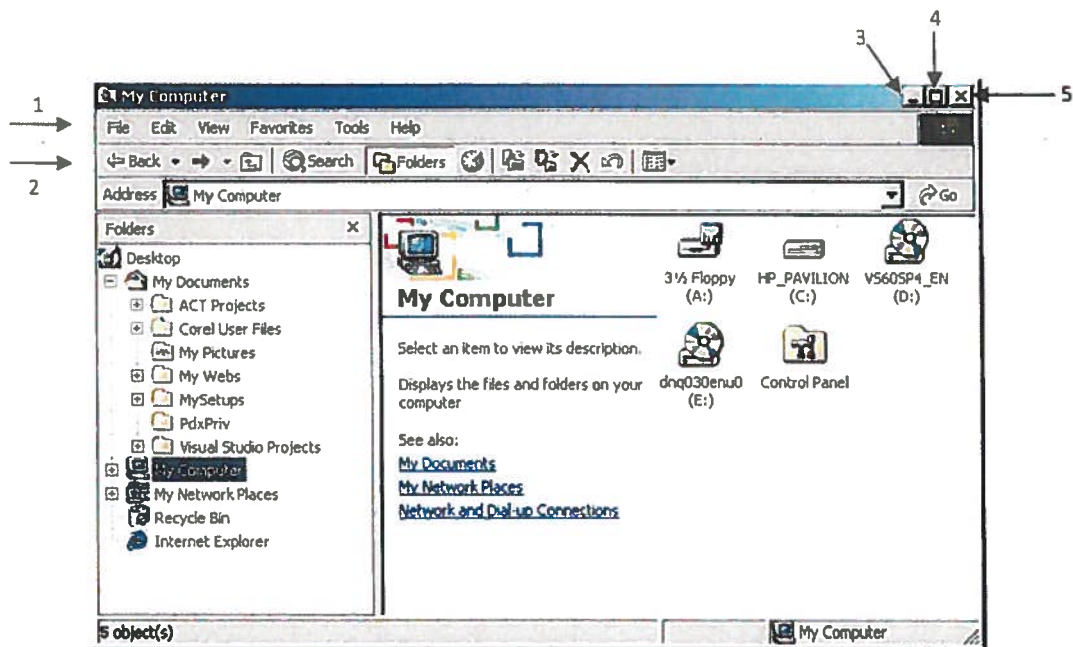 4
3
My Computer
5
1
File Edit View Favorites Tools Help
Back Search Folders
2
Address My Computer Go
Folders
Desktop
My Documents
ACT Projects
Corel User Files
My Pictures
My Webs
MySetups
PdxPriv
Visual Studio Projects
My Computer
My Network Places
Recycle Bin
Internet Explorer
My Computer
Select an item to view its description.
Displays the files and folders on your
computer
See also:
My Documents
My Network Places
Network and Dial-up Connections
3½ Floppy
(A:)
HP_PAVILION
(C:)
VS60SP4_EN
(D:)
dnq030enu0
(E:)
Control Panel
5 object(s)
My Computer